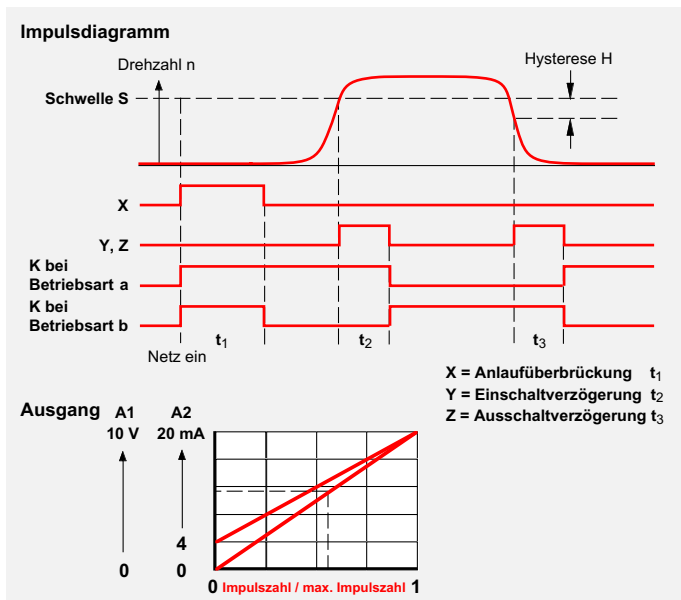 Impulsdiagramm
Drehzahl n
Hysterese H
Schwelle S
X
Y, Z
K bei
Betriebsart a
K bei
Betriebsart b
t1
t2
t3
Netz ein
X = Anlaufüberbrückung t1
Y = Einschaltverzögerung t2
Z = Ausschaltverzögerung t3
Ausgang A1 A2
10 V 20 mA
4
0 0
0 Impulszahl / max. Impulszahl 1